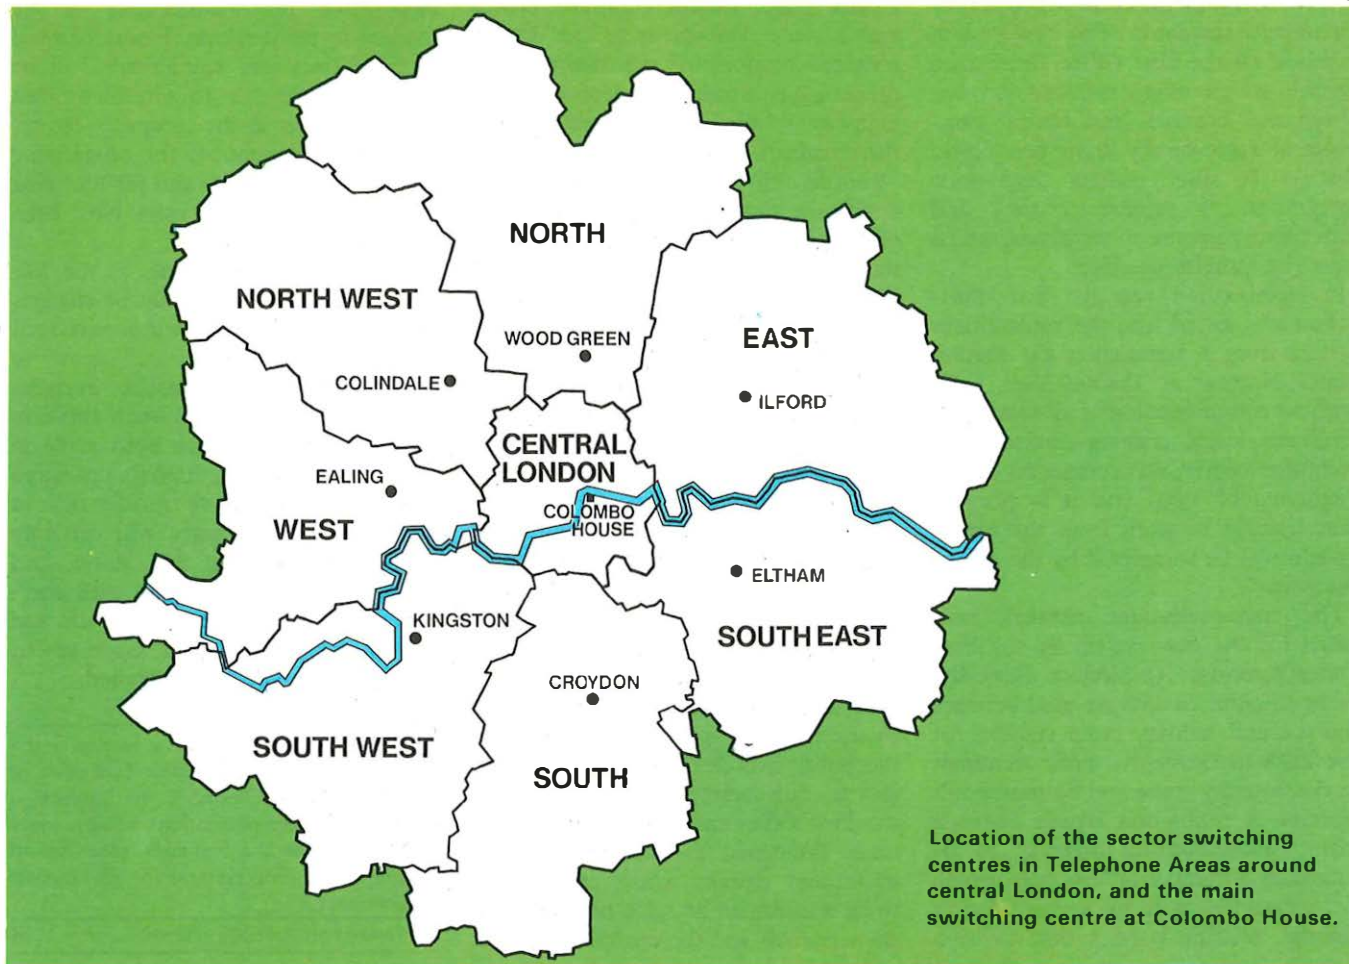 NORTH
NORTH WEST
WOOD GREEN
EAST
COLINDALE
ILFORD
CENTRAL
LONDON
EALING
COLOMBO
HOUSE
WEST
ELTHAM
KINGSTON
SOUTH EAST
CROYDON
SOUTH WEST
SOUTH
Location of the sector switching
centres in Telephone Areas around
central London, and the main
switching centre at Colombo House.